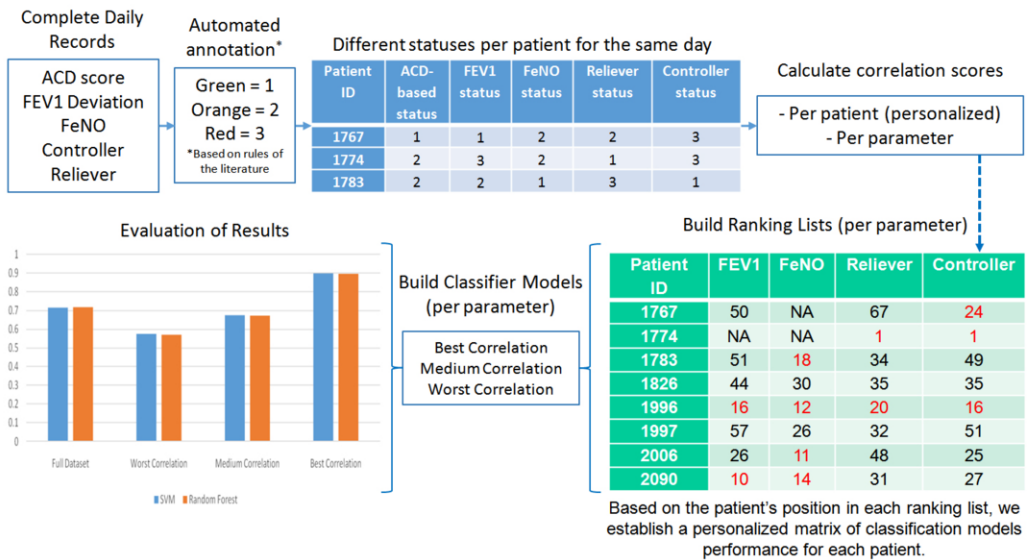 Complete Daily
Records
ACD score
FEV1 Deviation
FeNO
Controller
Reliever
Automated
annotation*
Green = 1
Orange = 2
Red = 3
*Based on rules of
the literature
Different statuses per patient for the same day
Patient ID ACD-based status FEV1 status FeNO status Reliever status Controller status
1767 1 1 2 2 3
1774 2 3 2 1 3
1783 2 2 1 3 1
Calculate correlation scores
- Per patient (personalized)
- Per parameter
Build Ranking Lists (per parameter)
Patient ID FEV1 FeNO Reliever Controller
1767 50 NA 67 24
1774 NA NA 1 1
1783 51 18 34 49
1826 44 30 35 35
1996 16 12 20 16
1997 57 26 32 51
2006 26 11 48 25
2090 10 14 31 27
Based on the patient's position in each ranking list, we
establish a personalized matrix of classification models
performance for each patient.
Build Classifier Models
(per parameter)
Best Correlation
Medium Correlation
Worst Correlation
Evaluation of Results
1
0.9
0.8
0.7
0.6
0.5
0.4
0.3
0.2
0.1
0
Full Dataset Worst Correlation Medium Correlation Best Correlation
SVM Random Forest